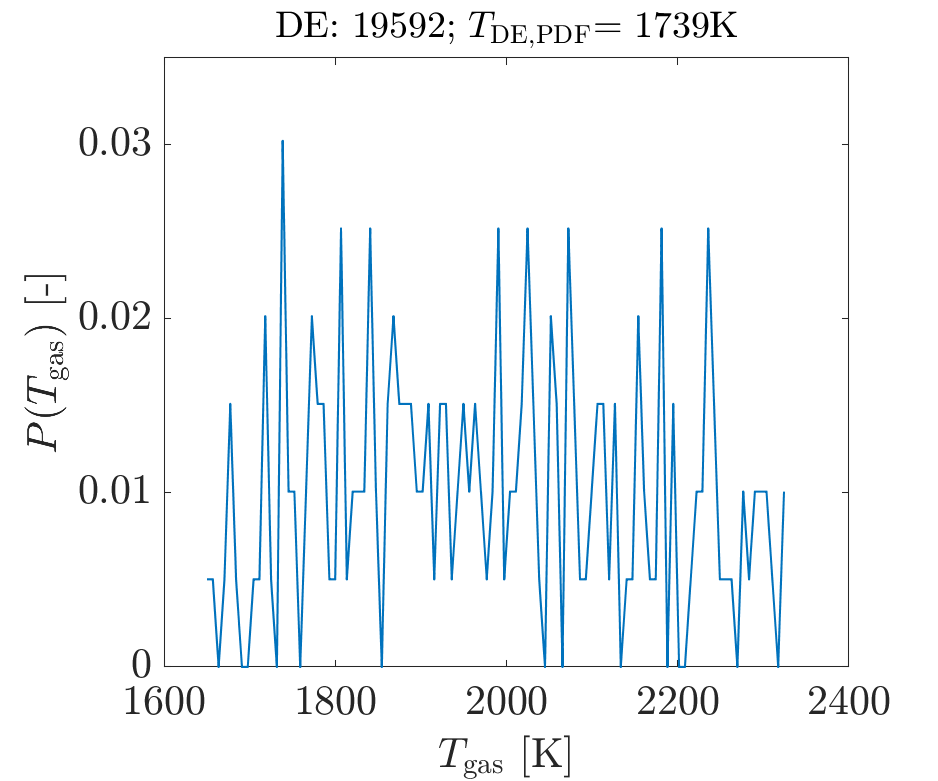 DE: 19592; T_DE,PDF= 1739K
0.03
0.02
0.01
0
P(T_gas) [-]
1600 1800 2000 2200 2400
T_gas [K]